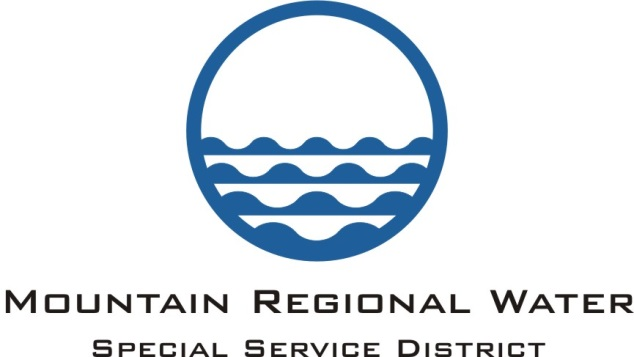 Mountain Regional Water
Special Service District